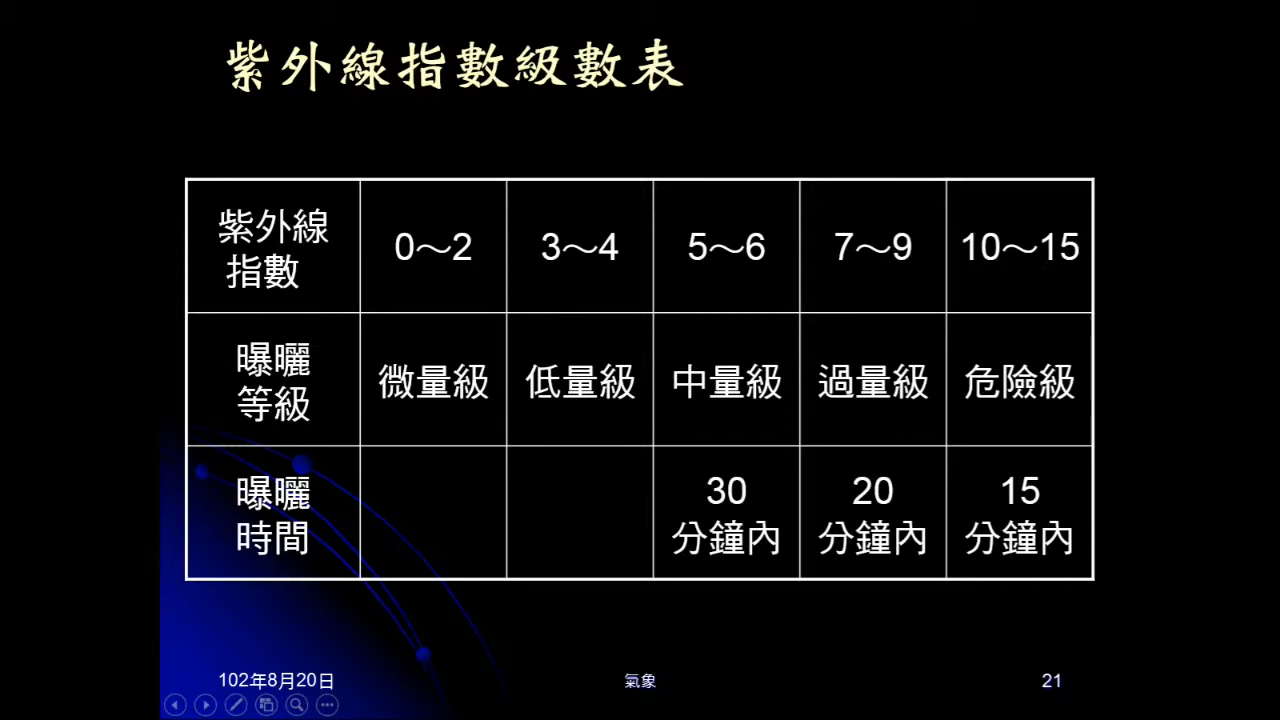 紫外線指數級數表
紫外線
指數
0～2
3～4
5～6
7～9
10～15
曝曬
等級
微量級
低量級
中量級
過量級
危險級
曝曬
時間
30
分鐘內
20
分鐘內
15
分鐘內
102年8月20日
氣象
21